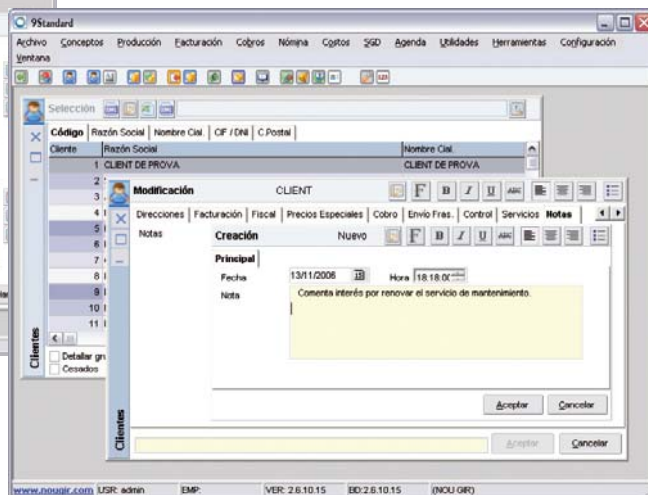 9Standard
Archivo Conceptos Producción Facturación Cobros Nómina Costos SGD Agenda Utilidades Herramientas Configuración
Ventana
Selección
Código Razón Social Nombre Cial. CIF / DNI C.Postal
Cliente Razón Social Nombre Cial.
1 CLIENT DE PROVA CLIENT DE PROVA
2
3
4
5
6
7
8
9
10
11
Clientes
Detallar
Cesados
Modificación CLIENT
F B I U ABC
Direcciones Facturación Fiscal Precios Especiales Cobro Envío Fras. Control Servicios Notas
Notas
Creación Nuevo
F B I U ABC
Principal
Fecha 13/11/2006 Hora 18:18:00
Nota Comenta interés por renovar el servicio de mantenimiento.
Aceptar Cancelar
Clientes
Aceptar Cancelar
www.nougir.com USR: admin EMP: VER: 2.6.10.15 BD:2.6.10.15 (NOU GIR)